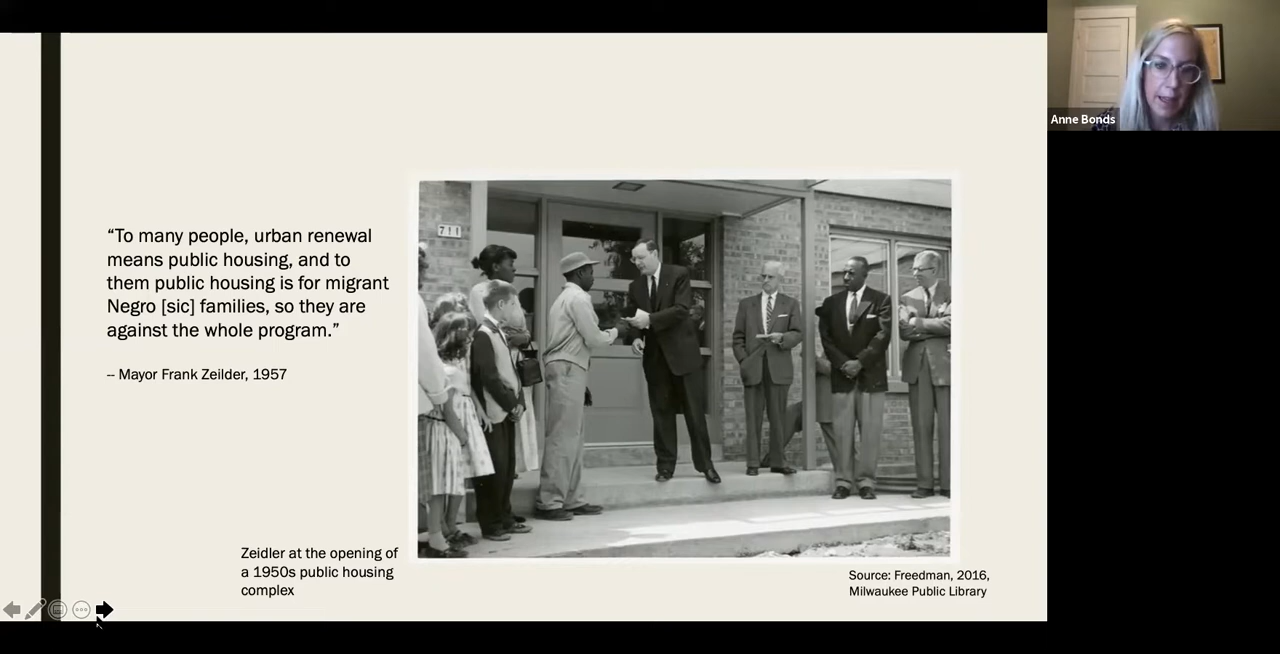 “To many people, urban renewal
means public housing, and to
them public housing is for migrant
Negro [sic] families, so they are
against the whole program.”
-- Mayor Frank Zeilder, 1957
711
Zeidler at the opening of
a 1950s public housing
complex
Source: Freedman, 2016,
Milwaukee Public Library
Anne Bonds